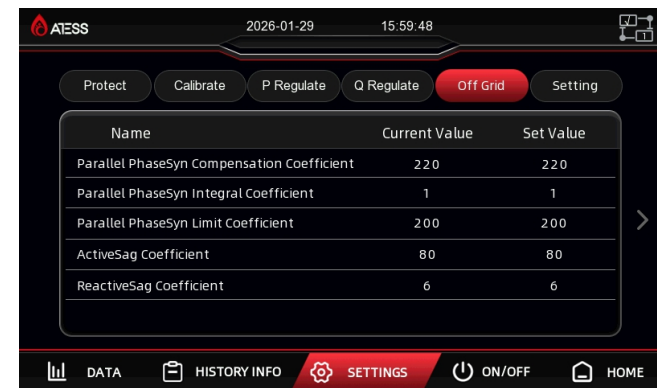 ATESS 2026-01-29 15:59:48
1
Protect Calibrate P Regulate Q Regulate Off Grid Setting
Name Current Value Set Value
Parallel PhaseSyn Compensation Coefficient 220 220
Parallel PhaseSyn Integral Coefficient 1 1
Parallel PhaseSyn Limit Coefficient 200 200
ActiveSag Coefficient 80 80
ReactiveSag Coefficient 6 6
DATA HISTORY INFO SETTINGS ON/OFF HOME